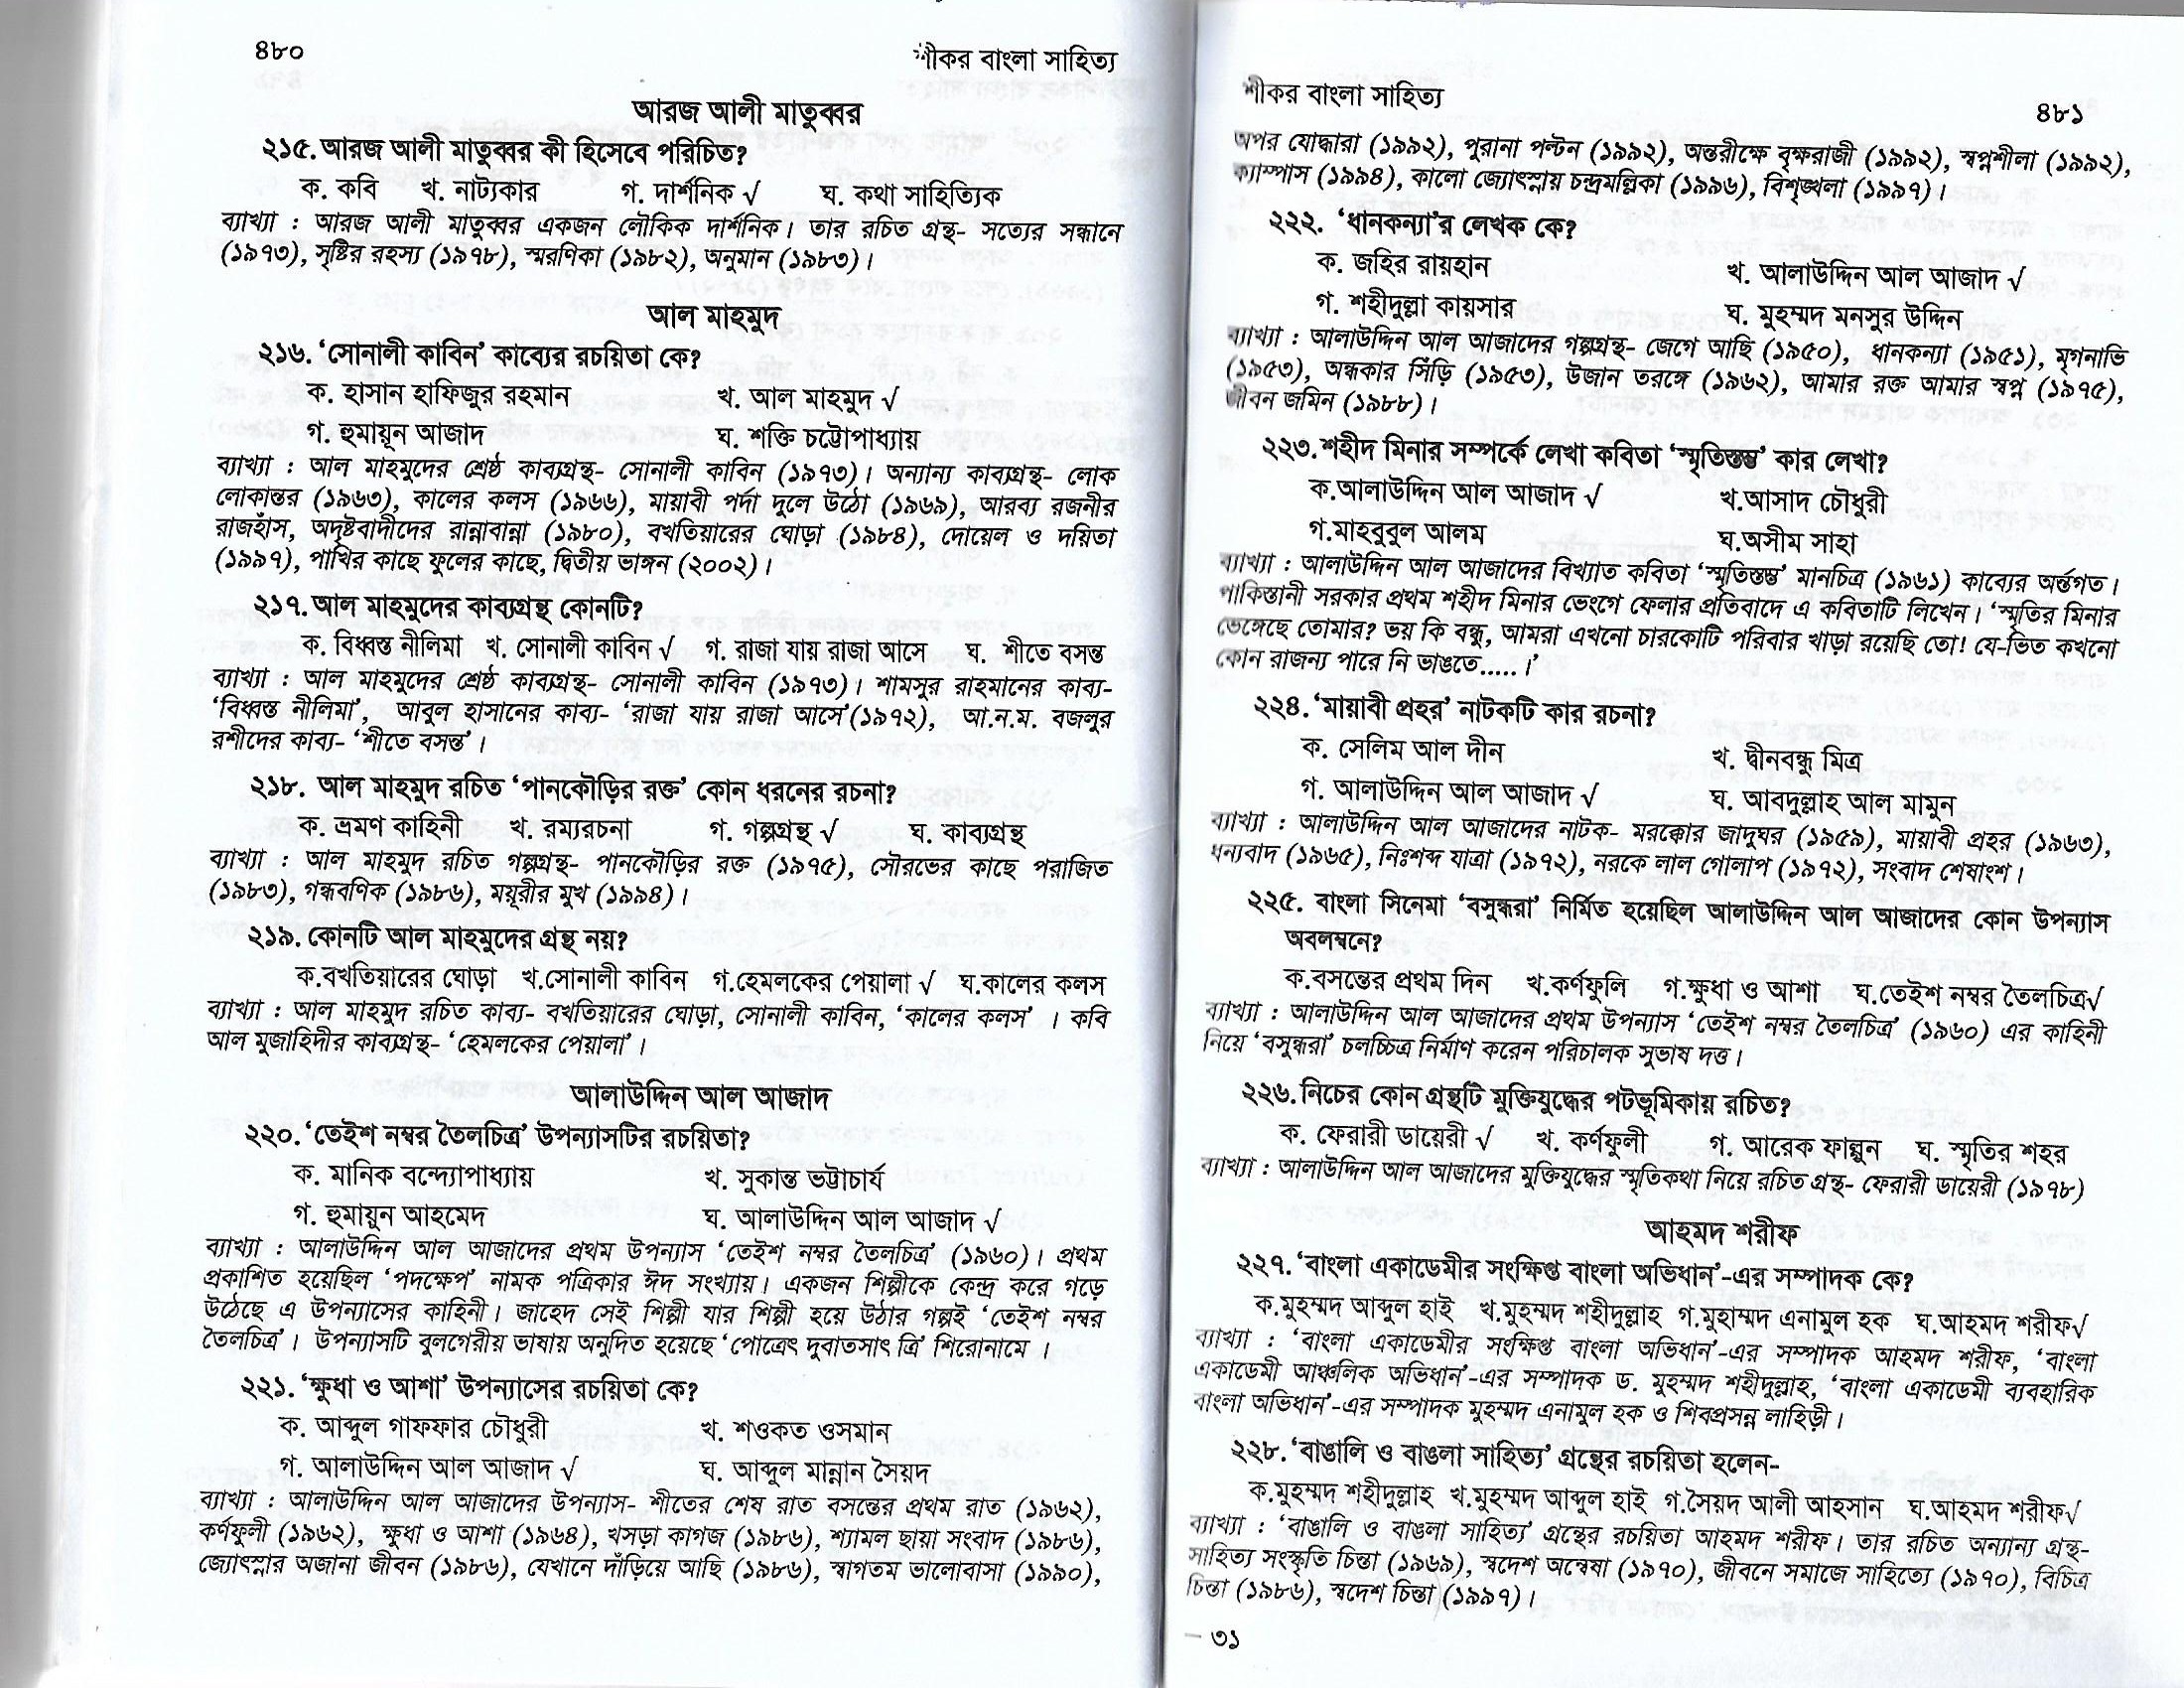 ৪৮০
শীকর বাংলা সাহিত্য
আরজ আলী মাতুব্বর
২১৫. আরজ আলী মাতুব্বর কী হিসেবে পরিচিত?
ক. কবি খ. নাট্যকার গ. দার্শনিক √ ঘ. কথা সাহিত্যিক
ব্যাখ্যা : আরজ আলী মাতুব্বর একজন লৌকিক দার্শনিক। তার রচিত গ্রন্থ- সত্যের সন্ধানে
(১৯৭৩), সৃষ্টির রহস্য (১৯৭৮), স্মরণিকা (১৯৮২), অনুমান (১৯৮৩)।
আল মাহমুদ
২১৬. ‘সোনালী কাবিন’ কাব্যের রচয়িতা কে?
ক. হাসান হাফিজুর রহমান খ. আল মাহমুদ √
গ. হুমায়ূন আজাদ ঘ. শক্তি চট্টোপাধ্যায়
ব্যাখ্যা : আল মাহমুদের শ্রেষ্ঠ কাব্যগ্রন্থ- সোনালী কাবিন (১৯৭৩)। অন্যান্য কাব্যগ্রন্থ- লোক
লোকান্তর (১৯৬৩), কালের কলস (১৯৬৬), মায়াবী পর্দা দুলে উঠো (১৯৬৯), আরব্য রজনীর
রাজহাঁস, অদৃষ্টবাদীদের রান্নাবান্না (১৯৮০), বখতিয়ারের ঘোড়া (১৯৮৪), দোয়েল ও দয়িতা
(১৯৯৭), পাখির কাছে ফুলের কাছে, দ্বিতীয় ভাঙ্গন (২০০২)।
২১৭. আল মাহমুদের কাব্যগ্রন্থ কোনটি?
ক. বিধ্বস্ত নীলিমা খ. সোনালী কাবিন √ গ. রাজা যায় রাজা আসে ঘ. শীতে বসন্ত
ব্যাখ্যা : আল মাহমুদের শ্রেষ্ঠ কাব্যগ্রন্থ- সোনালী কাবিন (১৯৭৩)। শামসুর রাহমানের কাব্য-
‘বিধ্বস্ত নীলিমা’, আবুল হাসানের কাব্য- ‘রাজা যায় রাজা আসে’(১৯৭২), আ.ন.ম. বজলুর
রশীদের কাব্য- ‘শীতে বসন্ত’।
২১৮. আল মাহমুদ রচিত ‘পানকৌড়ির রক্ত’ কোন ধরনের রচনা?
ক. ভ্রমণ কাহিনী খ. রম্যরচনা গ. গল্পগ্রন্থ √ ঘ. কাব্যগ্রন্থ
ব্যাখ্যা : আল মাহমুদ রচিত গল্পগ্রন্থ- পানকৌড়ির রক্ত (১৯৭৫), সৌরভের কাছে পরাজিত
(১৯৮৩), গন্ধবণিক (১৯৮৬), ময়ূরীর মুখ (১৯৯৪)।
২১৯. কোনটি আল মাহমুদের গ্রন্থ নয়?
ক.বখতিয়ারের ঘোড়া খ.সোনালী কাবিন গ.হেমলকের পেয়ালা √ ঘ.কালের কলস
ব্যাখ্যা : আল মাহমুদ রচিত কাব্য- বখতিয়ারের ঘোড়া, সোনালী কাবিন, ‘কালের কলস’ । কবি
আল মুজাহিদীর কাব্যগ্রন্থ- ‘হেমলকের পেয়ালা’।
আলাউদ্দিন আল আজাদ
২২০. ‘তেইশ নম্বর তৈলচিত্র’ উপন্যাসটির রচয়িতা?
ক. মানিক বন্দ্যোপাধ্যায় খ. সুকান্ত ভট্টাচার্য
গ. হুমায়ুন আহমেদ ঘ. আলাউদ্দিন আল আজাদ √
ব্যাখ্যা : আলাউদ্দিন আল আজাদের প্রথম উপন্যাস ‘তেইশ নম্বর তৈলচিত্র’ (১৯৬০)। প্রথম
প্রকাশিত হয়েছিল ‘পদক্ষেপ’ নামক পত্রিকার ঈদ সংখ্যায়। একজন শিল্পীকে কেন্দ্র করে গড়ে
উঠেছে এ উপন্যাসের কাহিনী। জাহেদ সেই শিল্পী যার শিল্পী হয়ে উঠার গল্পই ‘তেইশ নম্বর
তৈলচিত্র’। উপন্যাসটি বুলগেরীয় ভাষায় অনুদিত হয়েছে ‘পোত্রেৎ দুবাতসাৎ ত্রি’ শিরোনামে ।
২২১. ‘ক্ষুধা ও আশা’ উপন্যাসের রচয়িতা কে?
ক. আব্দুল গাফফার চৌধুরী খ. শওকত ওসমান
গ. আলাউদ্দিন আল আজাদ √ ঘ. আব্দুল মান্নান সৈয়দ
ব্যাখ্যা : আলাউদ্দিন আল আজাদের উপন্যাস- শীতের শেষ রাত বসন্তের প্রথম রাত (১৯৬২),
কর্ণফুলী (১৯৬২), ক্ষুধা ও আশা (১৯৬৪), খসড়া কাগজ (১৯৮৬), শ্যামল ছায়া সংবাদ (১৯৮৬),
জ্যোৎস্নার অজানা জীবন (১৯৮৬), যেখানে দাঁড়িয়ে আছি (১৯৮৬), স্বাগতম ভালোবাসা (১৯৯০),
শীকর বাংলা সাহিত্য
৪৮১
অপর যোদ্ধারা (১৯৯২), পুরানা পল্টন (১৯৯২), অন্তরীক্ষে বৃক্ষরাজী (১৯৯২), স্বপ্নশীলা (১৯৯২),
ক্যাম্পাস (১৯৯৪), কালো জ্যোৎস্নায় চন্দ্রমল্লিকা (১৯৯৬), বিশৃঙ্খলা (১৯৯৭)।
২২২. ‘ধানকন্যা’র লেখক কে?
ক. জহির রায়হান খ. আলাউদ্দিন আল আজাদ √
গ. শহীদুল্লা কায়সার ঘ. মুহম্মদ মনসুর উদ্দিন
ব্যাখ্যা : আলাউদ্দিন আল আজাদের গল্পগ্রন্থ- জেগে আছি (১৯৫০), ধানকন্যা (১৯৫১), মৃগনাভি
(১৯৫৩), অন্ধকার সিঁড়ি (১৯৫৩), উজান তরঙ্গে (১৯৬২), আমার রক্ত আমার স্বপ্ন (১৯৭৫),
জীবন জমিন (১৯৮৮)।
২২৩. শহীদ মিনার সম্পর্কে লেখা কবিতা ‘স্মৃতিস্তম্ভ’ কার লেখা?
ক.আলাউদ্দিন আল আজাদ √ খ.আসাদ চৌধুরী
গ.মাহবুবুল আলম ঘ.অসীম সাহা
ব্যাখ্যা : আলাউদ্দিন আল আজাদের বিখ্যাত কবিতা ‘স্মৃতিস্তম্ভ’ মানচিত্র (১৯৬১) কাব্যের অর্ন্তগত।
পাকিস্তানী সরকার প্রথম শহীদ মিনার ভেংগে ফেলার প্রতিবাদে এ কবিতাটি লিখেন। ‘স্মৃতির মিনার
ভেঙ্গেছে তোমার? ভয় কি বন্ধু, আমরা এখনো চারকোটি পরিবার খাড়া রয়েছি তো! যে-ভিত কখনো
কোন রাজন্য পারে নি ভাঙতে.....।’
২২৪. ‘মায়াবী প্রহর’ নাটকটি কার রচনা?
ক. সেলিম আল দীন খ. দ্বীনবন্ধু মিত্র
গ. আলাউদ্দিন আল আজাদ √ ঘ. আবদুল্লাহ আল মামুন
ব্যাখ্যা : আলাউদ্দিন আল আজাদের নাটক- মরক্কোর জাদুঘর (১৯৫৯), মায়াবী প্রহর (১৯৬৩),
ধন্যবাদ (১৯৬৫), নিঃশব্দ যাত্রা (১৯৭২), নরকে লাল গোলাপ (১৯৭২), সংবাদ শেষাংশ।
২২৫. বাংলা সিনেমা ‘বসুন্ধরা’ নির্মিত হয়েছিল আলাউদ্দিন আল আজাদের কোন উপন্যাস
অবলম্বনে?
ক.বসন্তের প্রথম দিন খ.কর্ণফুলি গ.ক্ষুধা ও আশা ঘ.তেইশ নম্বর তৈলচিত্র√
ব্যাখ্যা : আলাউদ্দিন আল আজাদের প্রথম উপন্যাস ‘তেইশ নম্বর তৈলচিত্র’ (১৯৬০) এর কাহিনী
নিয়ে ‘বসুন্ধরা’ চলচ্চিত্র নির্মাণ করেন পরিচালক সুভাষ দত্ত।
২২৬. নিচের কোন গ্রন্থটি মুক্তিযুদ্ধের পটভূমিকায় রচিত?
ক. ফেরারী ডায়েরী √ খ. কর্ণফুলী গ. আরেক ফাল্গুন ঘ. স্মৃতির শহর
ব্যাখ্যা : আলাউদ্দিন আল আজাদের মুক্তিযুদ্ধের স্মৃতিকথা নিয়ে রচিত গ্রন্থ- ফেরারী ডায়েরী (১৯৭৮)
আহমদ শরীফ
২২৭. ‘বাংলা একাডেমীর সংক্ষিপ্ত বাংলা অভিধান’-এর সম্পাদক কে?
ক.মুহম্মদ আব্দুল হাই খ.মুহম্মদ শহীদুল্লাহ গ.মুহাম্মদ এনামুল হক ঘ.আহমদ শরীফ√
ব্যাখ্যা : ‘বাংলা একাডেমীর সংক্ষিপ্ত বাংলা অভিধান’-এর সম্পাদক আহমদ শরীফ, ‘বাংলা
একাডেমী আঞ্চলিক অভিধান’-এর সম্পাদক ড. মুহম্মদ শহীদুল্লাহ, ‘বাংলা একাডেমী ব্যবহারিক
বাংলা অভিধান’-এর সম্পাদক মুহম্মদ এনামুল হক ও শিবপ্রসন্ন লাহিড়ী।
২২৮. ‘বাঙালি ও বাঙলা সাহিত্য’ গ্রন্থের রচয়িতা হলেন-
ক.মুহম্মদ শহীদুল্লাহ খ.মুহম্মদ আব্দুল হাই গ.সৈয়দ আলী আহসান ঘ.আহমদ শরীফ√
ব্যাখ্যা : ‘বাঙালি ও বাঙলা সাহিত্য’ গ্রন্থের রচয়িতা আহমদ শরীফ। তার রচিত অন্যান্য গ্রন্থ-
সাহিত্য সংস্কৃতি চিন্তা (১৯৬৯), স্বদেশ অন্বেষা (১৯৭০), জীবনে সমাজে সাহিত্যে (১৯৭০), বিচিত্র
চিন্তা (১৯৮৬), স্বদেশ চিন্তা (১৯৯৭)।
– ৩১